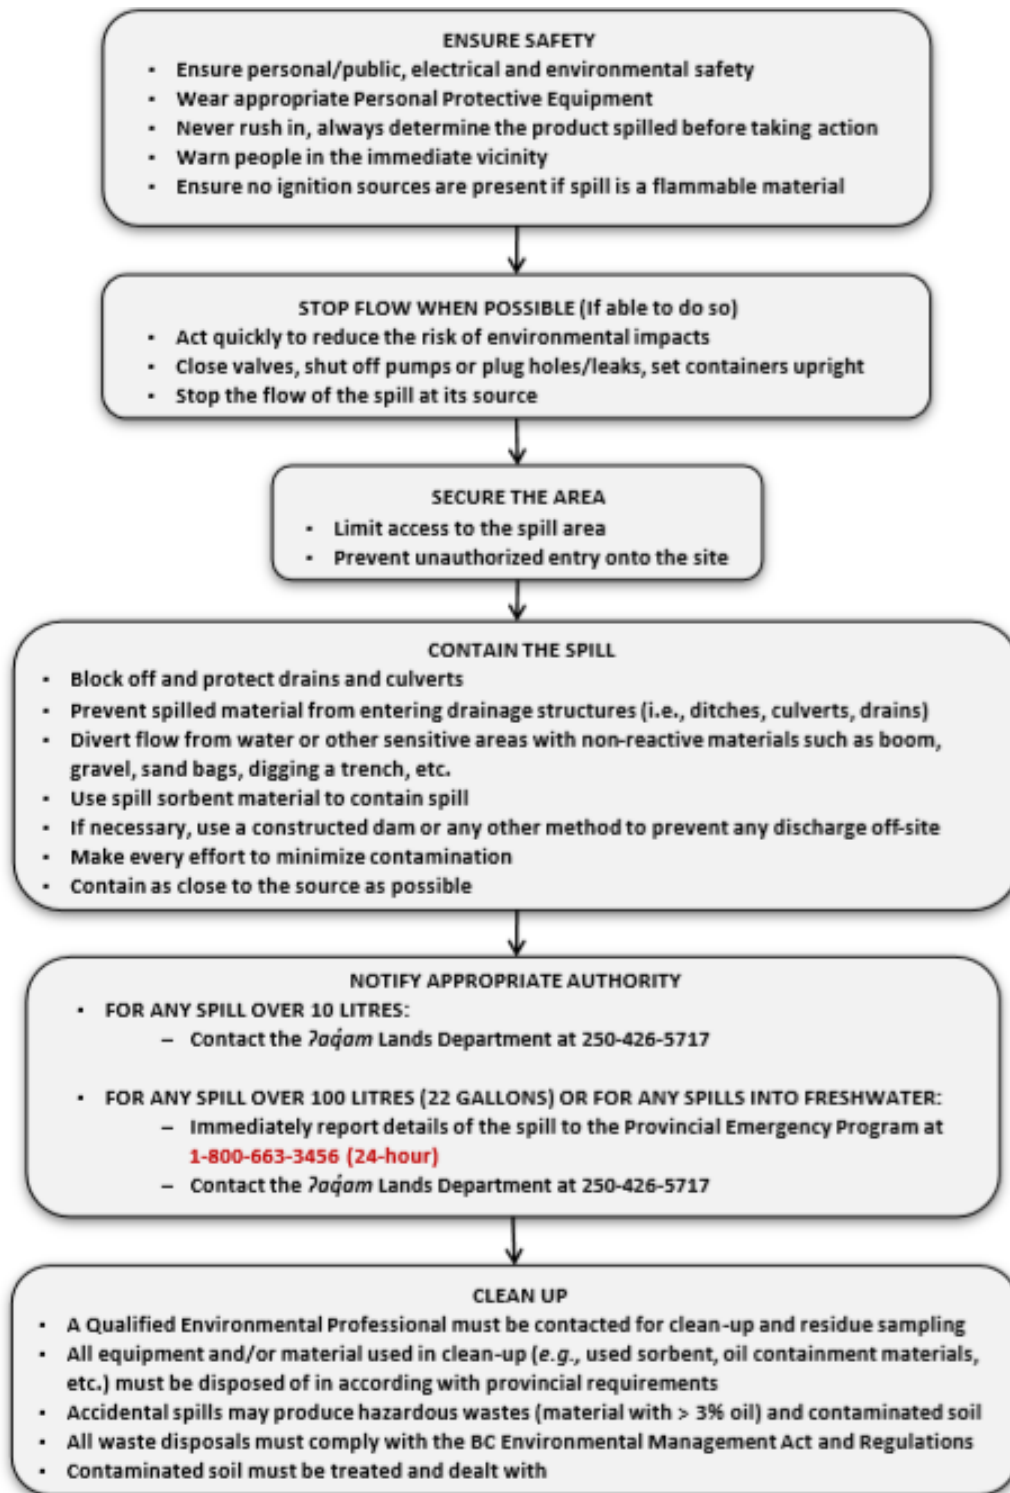 ENSURE SAFETY
▪ Ensure personal/public, electrical and environmental safety
▪ Wear appropriate Personal Protective Equipment
▪ Never rush in, always determine the product spilled before taking action
▪ Warn people in the immediate vicinity
▪ Ensure no ignition sources are present if spill is a flammable material
STOP FLOW WHEN POSSIBLE (If able to do so)
▪ Act quickly to reduce the risk of environmental impacts
▪ Close valves, shut off pumps or plug holes/leaks, set containers upright
▪ Stop the flow of the spill at its source
SECURE THE AREA
▪ Limit access to the spill area
▪ Prevent unauthorized entry onto the site
CONTAIN THE SPILL
▪ Block off and protect drains and culverts
▪ Prevent spilled material from entering drainage structures (i.e., ditches, culverts, drains)
▪ Divert flow from water or other sensitive areas with non-reactive materials such as boom,
gravel, sand bags, digging a trench, etc.
▪ Use spill sorbent material to contain spill
▪ If necessary, use a constructed dam or any other method to prevent any discharge off-site
▪ Make every effort to minimize contamination
▪ Contain as close to the source as possible
NOTIFY APPROPRIATE AUTHORITY
▪ FOR ANY SPILL OVER 10 LITRES:
– Contact the ʔaq̓am Lands Department at 250-426-5717
▪ FOR ANY SPILL OVER 100 LITRES (22 GALLONS) OR FOR ANY SPILLS INTO FRESHWATER:
– Immediately report details of the spill to the Provincial Emergency Program at
1-800-663-3456 (24-hour)
– Contact the ʔaq̓am Lands Department at 250-426-5717
CLEAN UP
▪ A Qualified Environmental Professional must be contacted for clean-up and residue sampling
▪ All equipment and/or material used in clean-up (e.g., used sorbent, oil containment materials,
etc.) must be disposed of in according with provincial requirements
▪ Accidental spills may produce hazardous wastes (material with > 3% oil) and contaminated soil
▪ All waste disposals must comply with the BC Environmental Management Act and Regulations
▪ Contaminated soil must be treated and dealt with